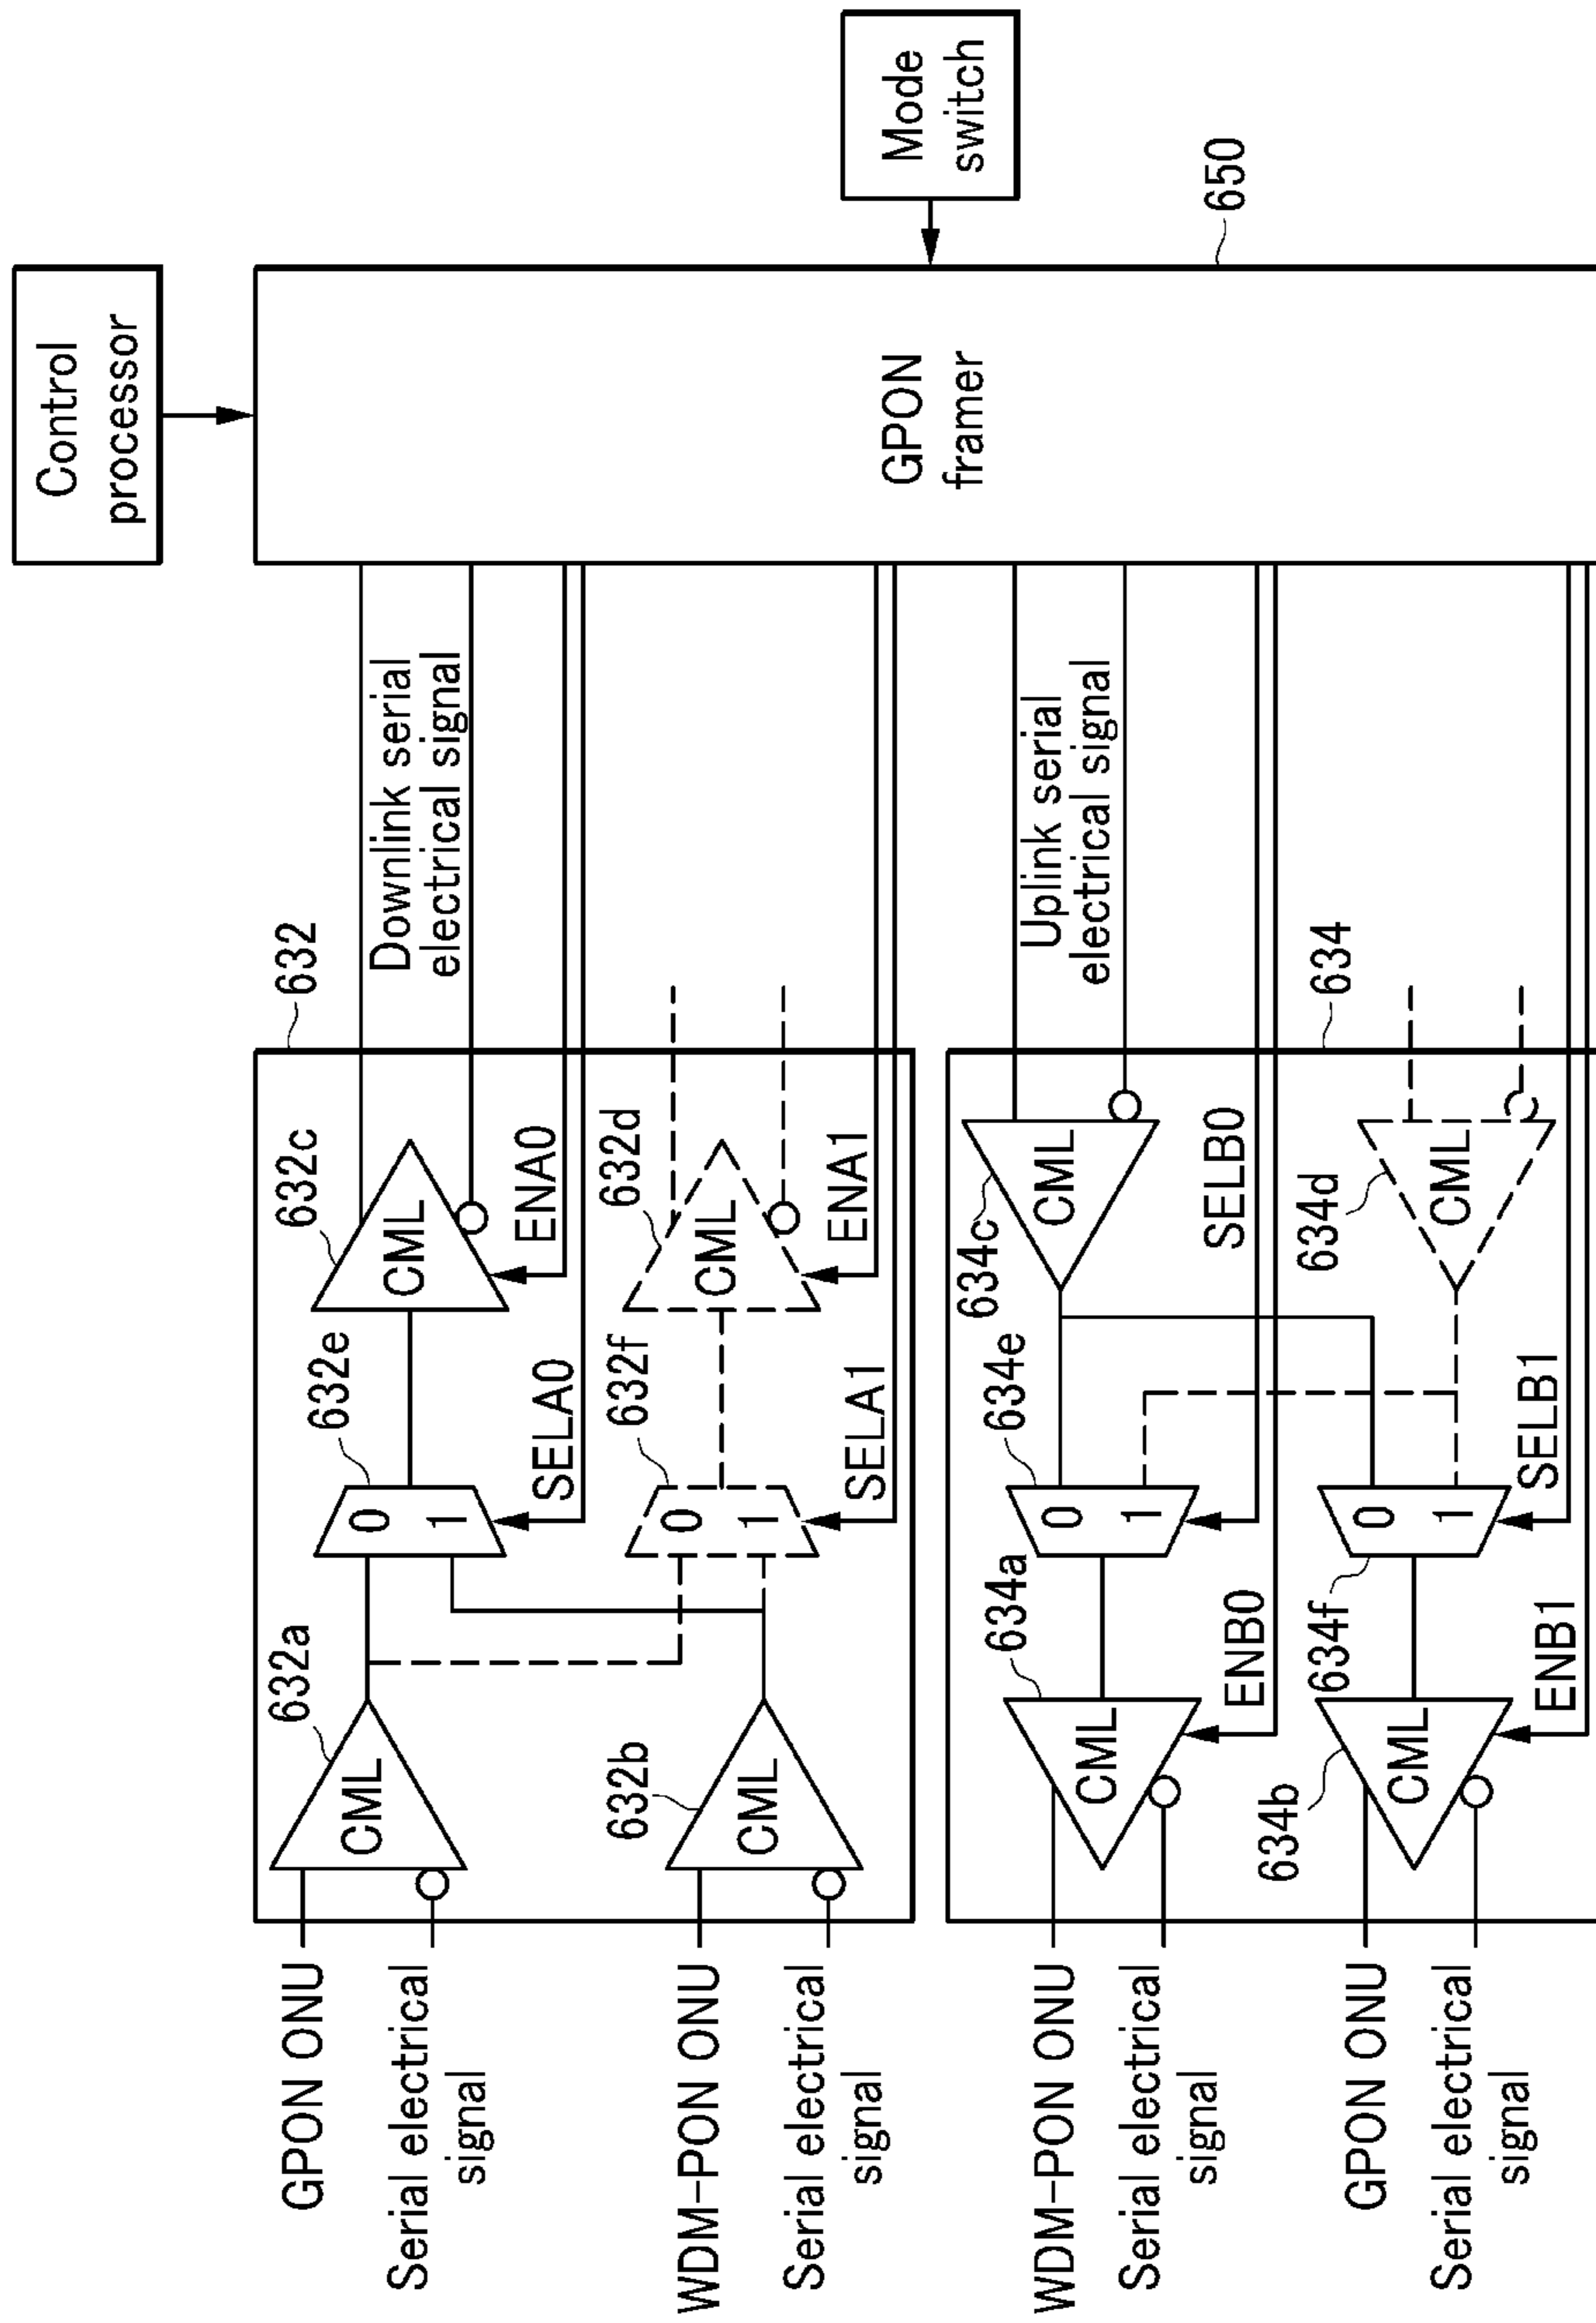 Control
processor
Mode
switch
650
GPON
framer
Downlink serial
electrical signal
Uplink serial
electrical signal
632
632c
CML
ENA0
632d
CML
ENA1
632e
0
1
SELA0
632f
0
1
SELA1
632a
CML
632b
CML
GPON ONU
Serial electrical
signal
WDM-PON ONU
Serial electrical
signal
634
634c
CML
SELB0
634d
CML
634e
0
1
SELB1
634a
CML
ENB0
634f
0
1
634b
CML
ENB1
WDM-PON ONU
Serial electrical
signal
GPON ONU
Serial electrical
signal